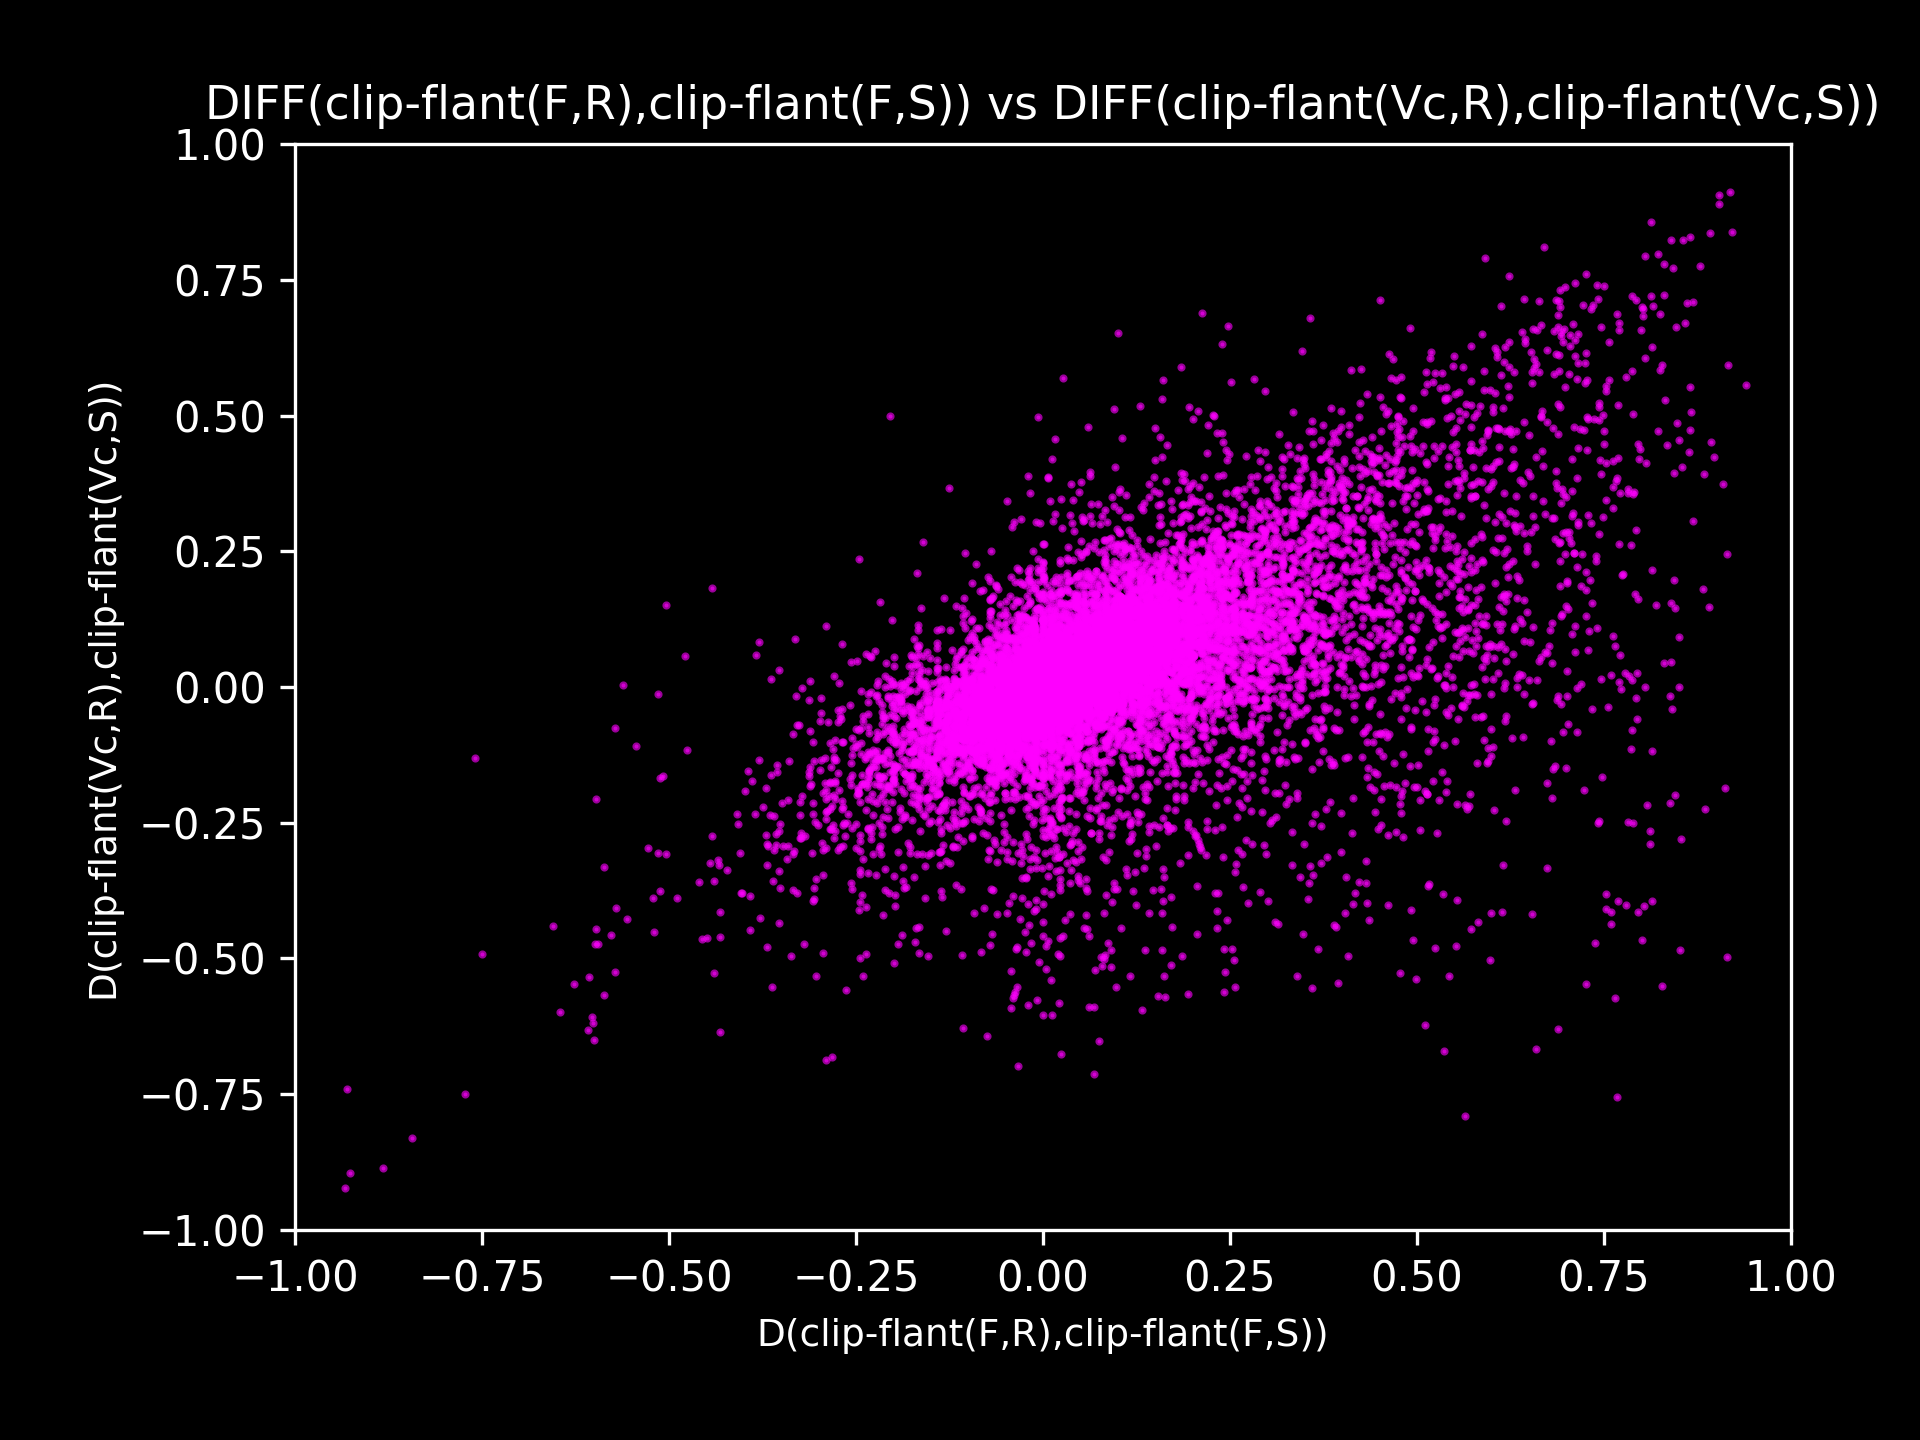 DIFF(clip-flant(F,R),clip-flant(F,S)) vs DIFF(clip-flant(Vc,R),clip-flant(Vc,S))
D(clip-flant(Vc,R),clip-flant(Vc,S))
1.00
0.75
0.50
0.25
0.00
−0.25
−0.50
−0.75
−1.00
−1.00 −0.75 −0.50 −0.25 0.00 0.25 0.50 0.75 1.00
D(clip-flant(F,R),clip-flant(F,S))